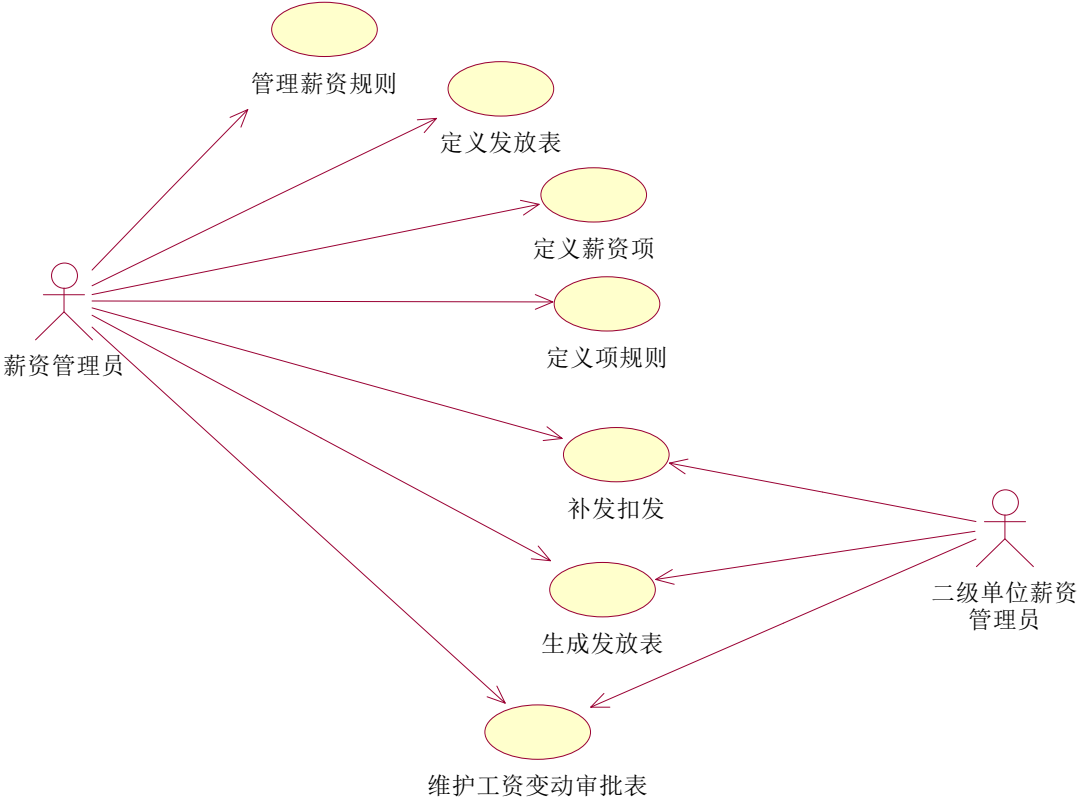 管理薪资规则
定义发放表
定义薪资项
定义项规则
薪资管理员
补发扣发
二级单位薪资
管理员
生成发放表
维护工资变动审批表